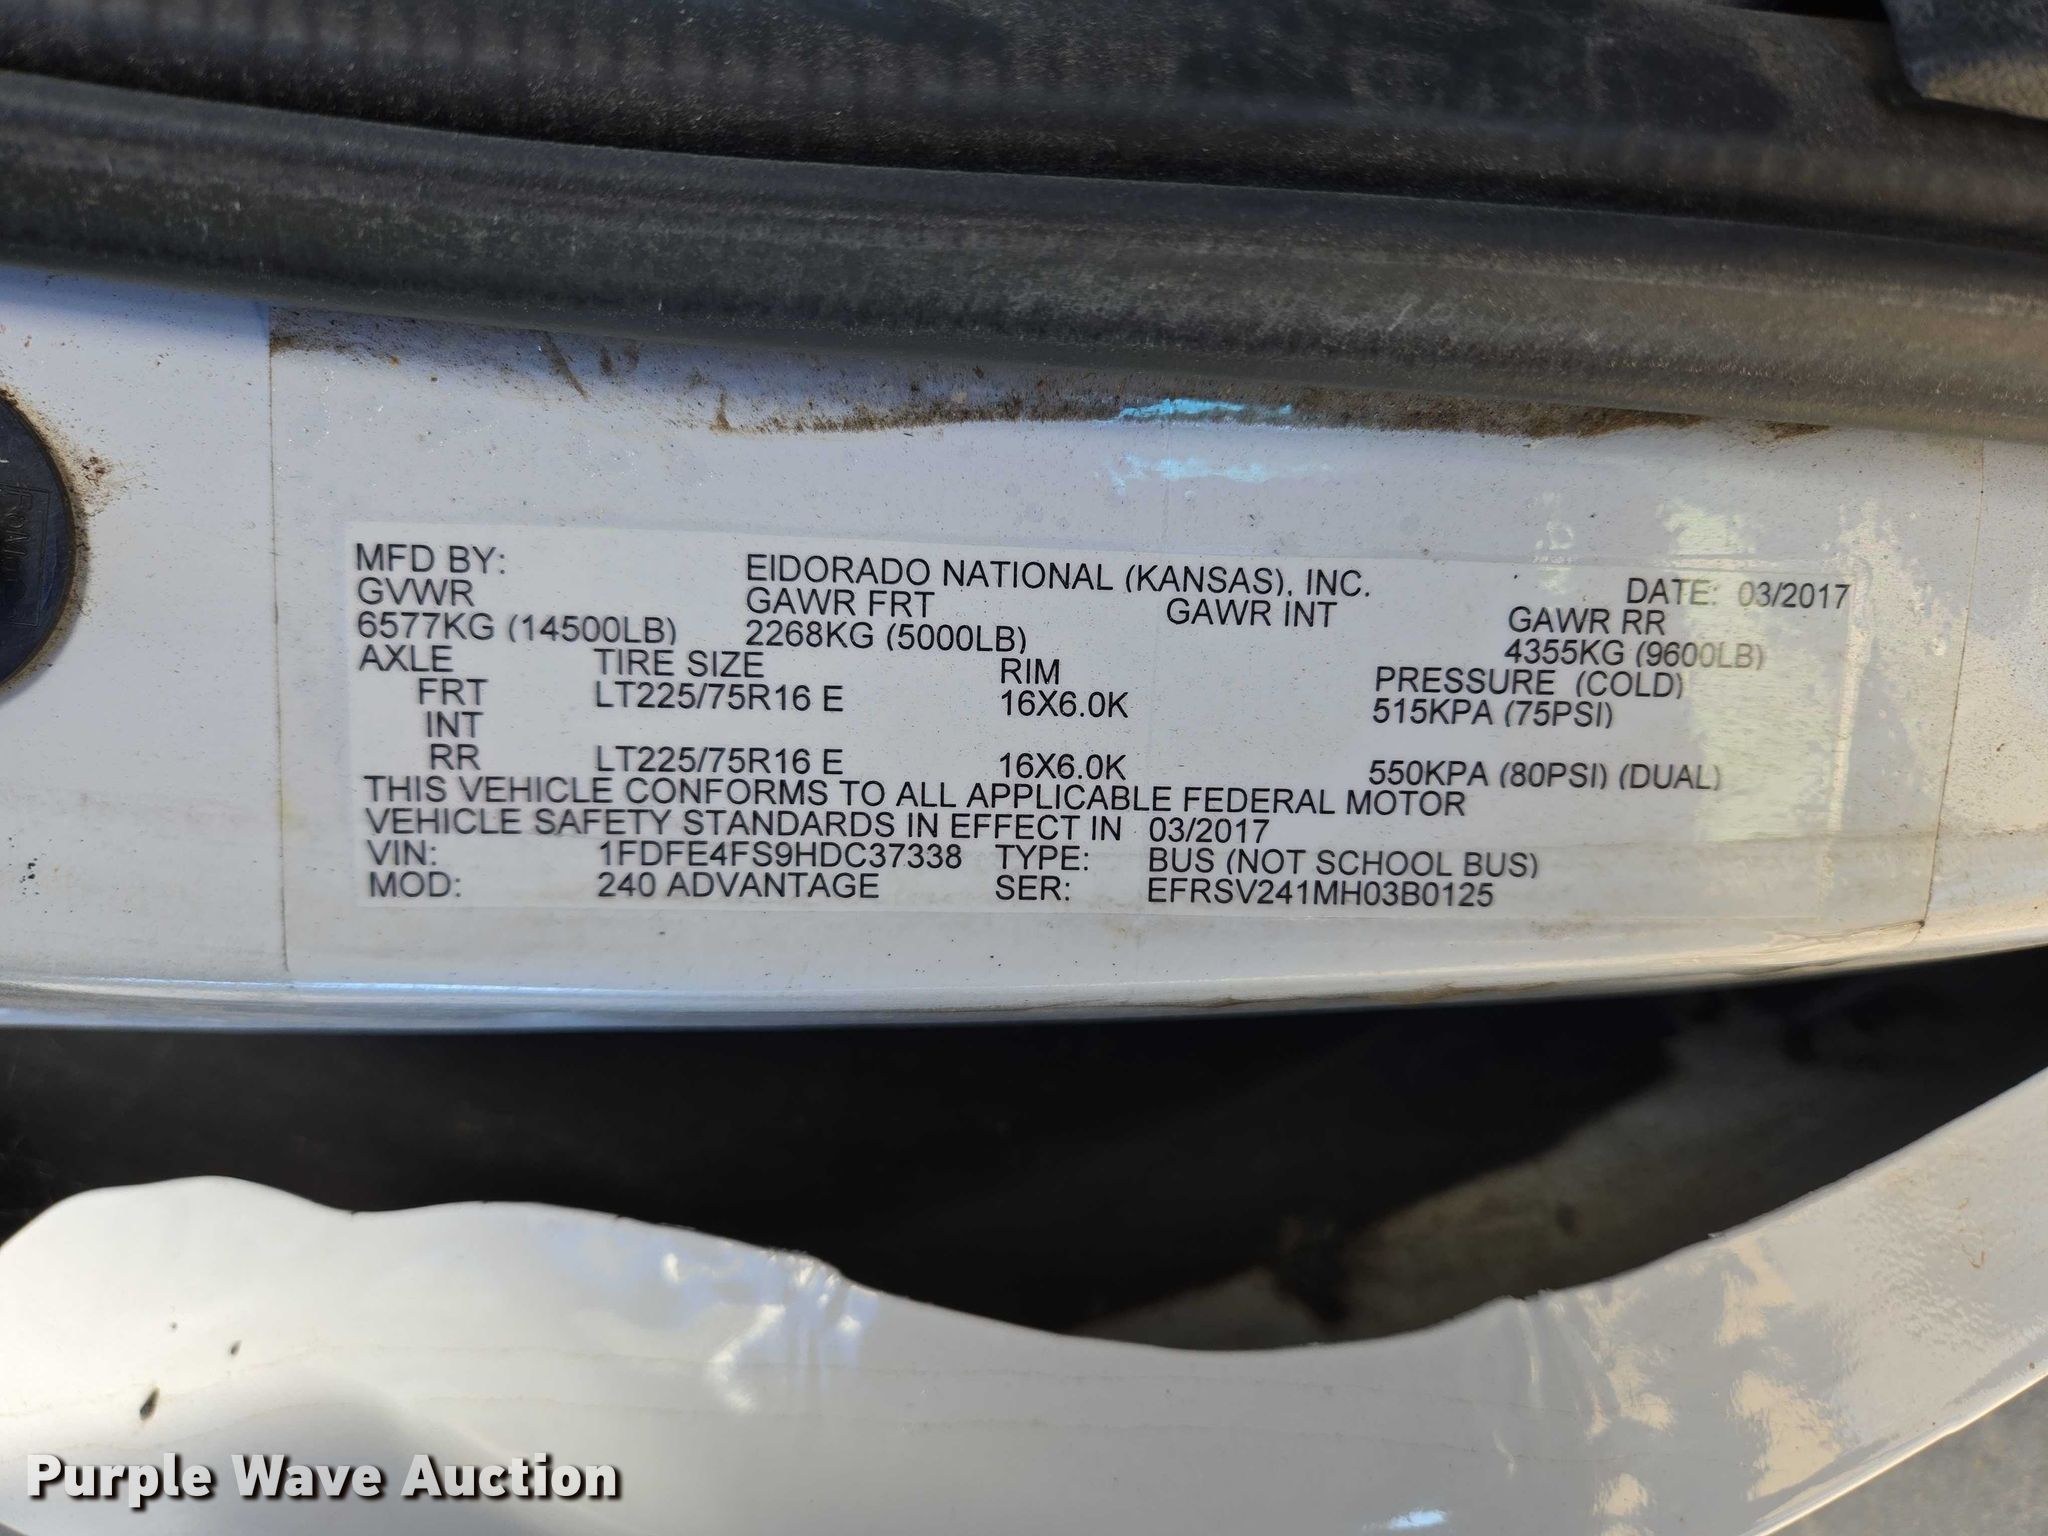 MFD BY: EIDORADO NATIONAL (KANSAS), INC. DATE: 03/2017
GVWR GAWR FRT GAWR INT GAWR RR
6577KG (14500LB) 2268KG (5000LB) 4355KG (9600LB)
AXLE TIRE SIZE RIM PRESSURE (COLD)
FRT LT225/75R16 E 16X6.0K 515KPA (75PSI)
INT
RR LT225/75R16 E 16X6.0K 550KPA (80PSI) (DUAL)
THIS VEHICLE CONFORMS TO ALL APPLICABLE FEDERAL MOTOR
VEHICLE SAFETY STANDARDS IN EFFECT IN 03/2017
VIN: 1FDFE4FS9HDC37338 TYPE: BUS (NOT SCHOOL BUS)
MOD: 240 ADVANTAGE SER: EFRSV241MH03B0125
Purple Wave Auction